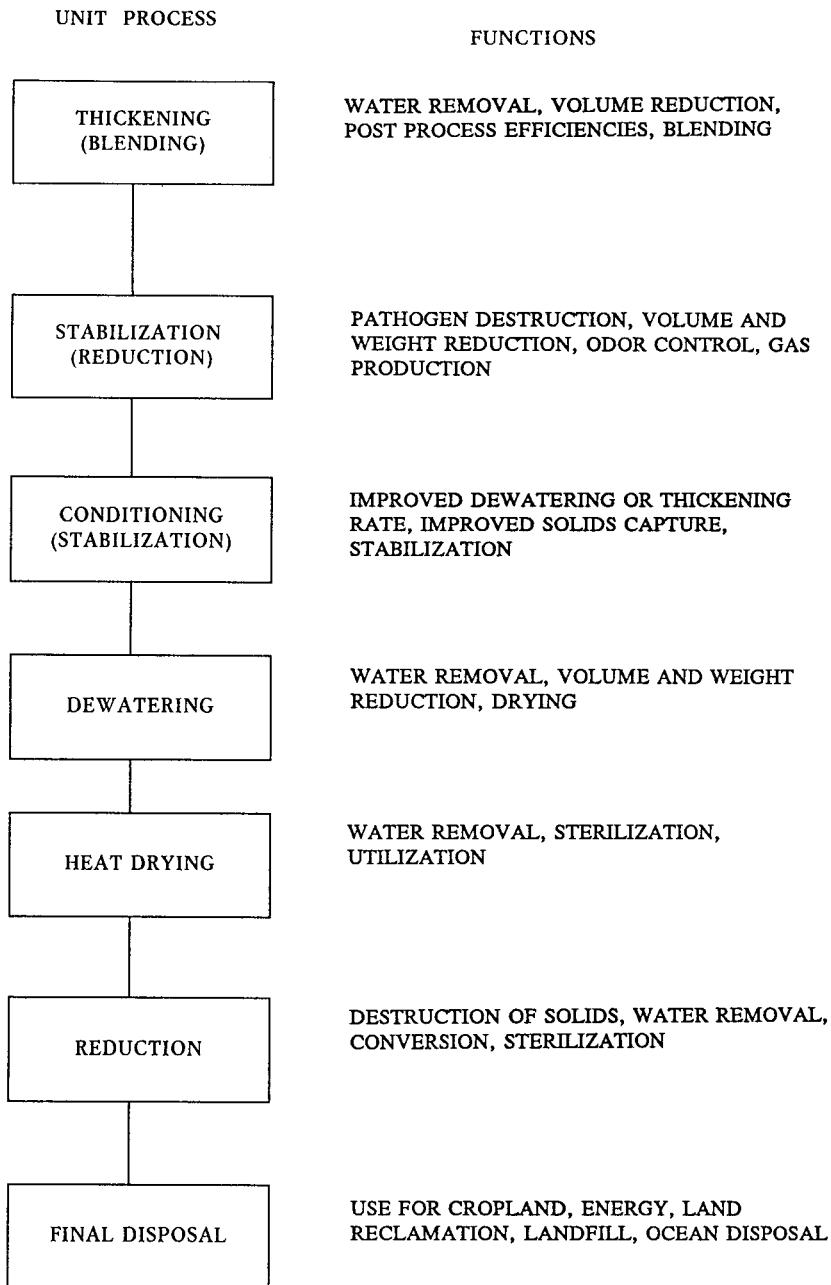 UNIT PROCESS
FUNCTIONS
THICKENING
(BLENDING)
WATER REMOVAL, VOLUME REDUCTION,
POST PROCESS EFFICIENCIES, BLENDING
STABILIZATION
(REDUCTION)
PATHOGEN DESTRUCTION, VOLUME AND
WEIGHT REDUCTION, ODOR CONTROL, GAS
PRODUCTION
CONDITIONING
(STABILIZATION)
IMPROVED DEWATERING OR THICKENING
RATE, IMPROVED SOLIDS CAPTURE,
STABILIZATION
DEWATERING
WATER REMOVAL, VOLUME AND WEIGHT
REDUCTION, DRYING
HEAT DRYING
WATER REMOVAL, STERILIZATION,
UTILIZATION
REDUCTION
DESTRUCTION OF SOLIDS, WATER REMOVAL,
CONVERSION, STERILIZATION
FINAL DISPOSAL
USE FOR CROPLAND, ENERGY, LAND
RECLAMATION, LANDFILL, OCEAN DISPOSAL